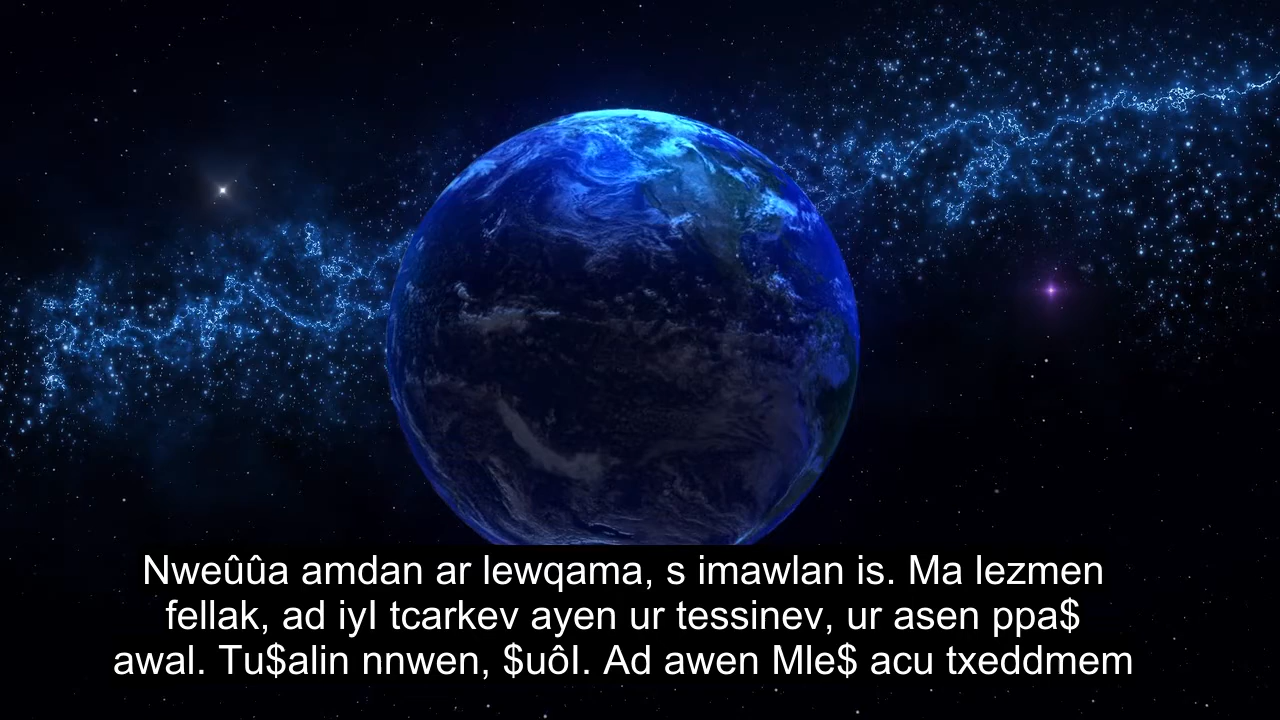 Nweûûa amdan ar lewqama, s imawlan is. Ma lezmen
fellak, ad iyI tcarkev ayen ur tessinev, ur asen ppa$
awal. Tu$alin nnwen, $uôI. Ad awen Mle$ acu txeddmem